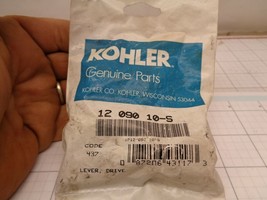 KOHLER
Genuine Parts
KOHLER CO. KOHLER, WISCONSIN 53044
12 090 10-S
CODE
437
LEVER, DRIVE